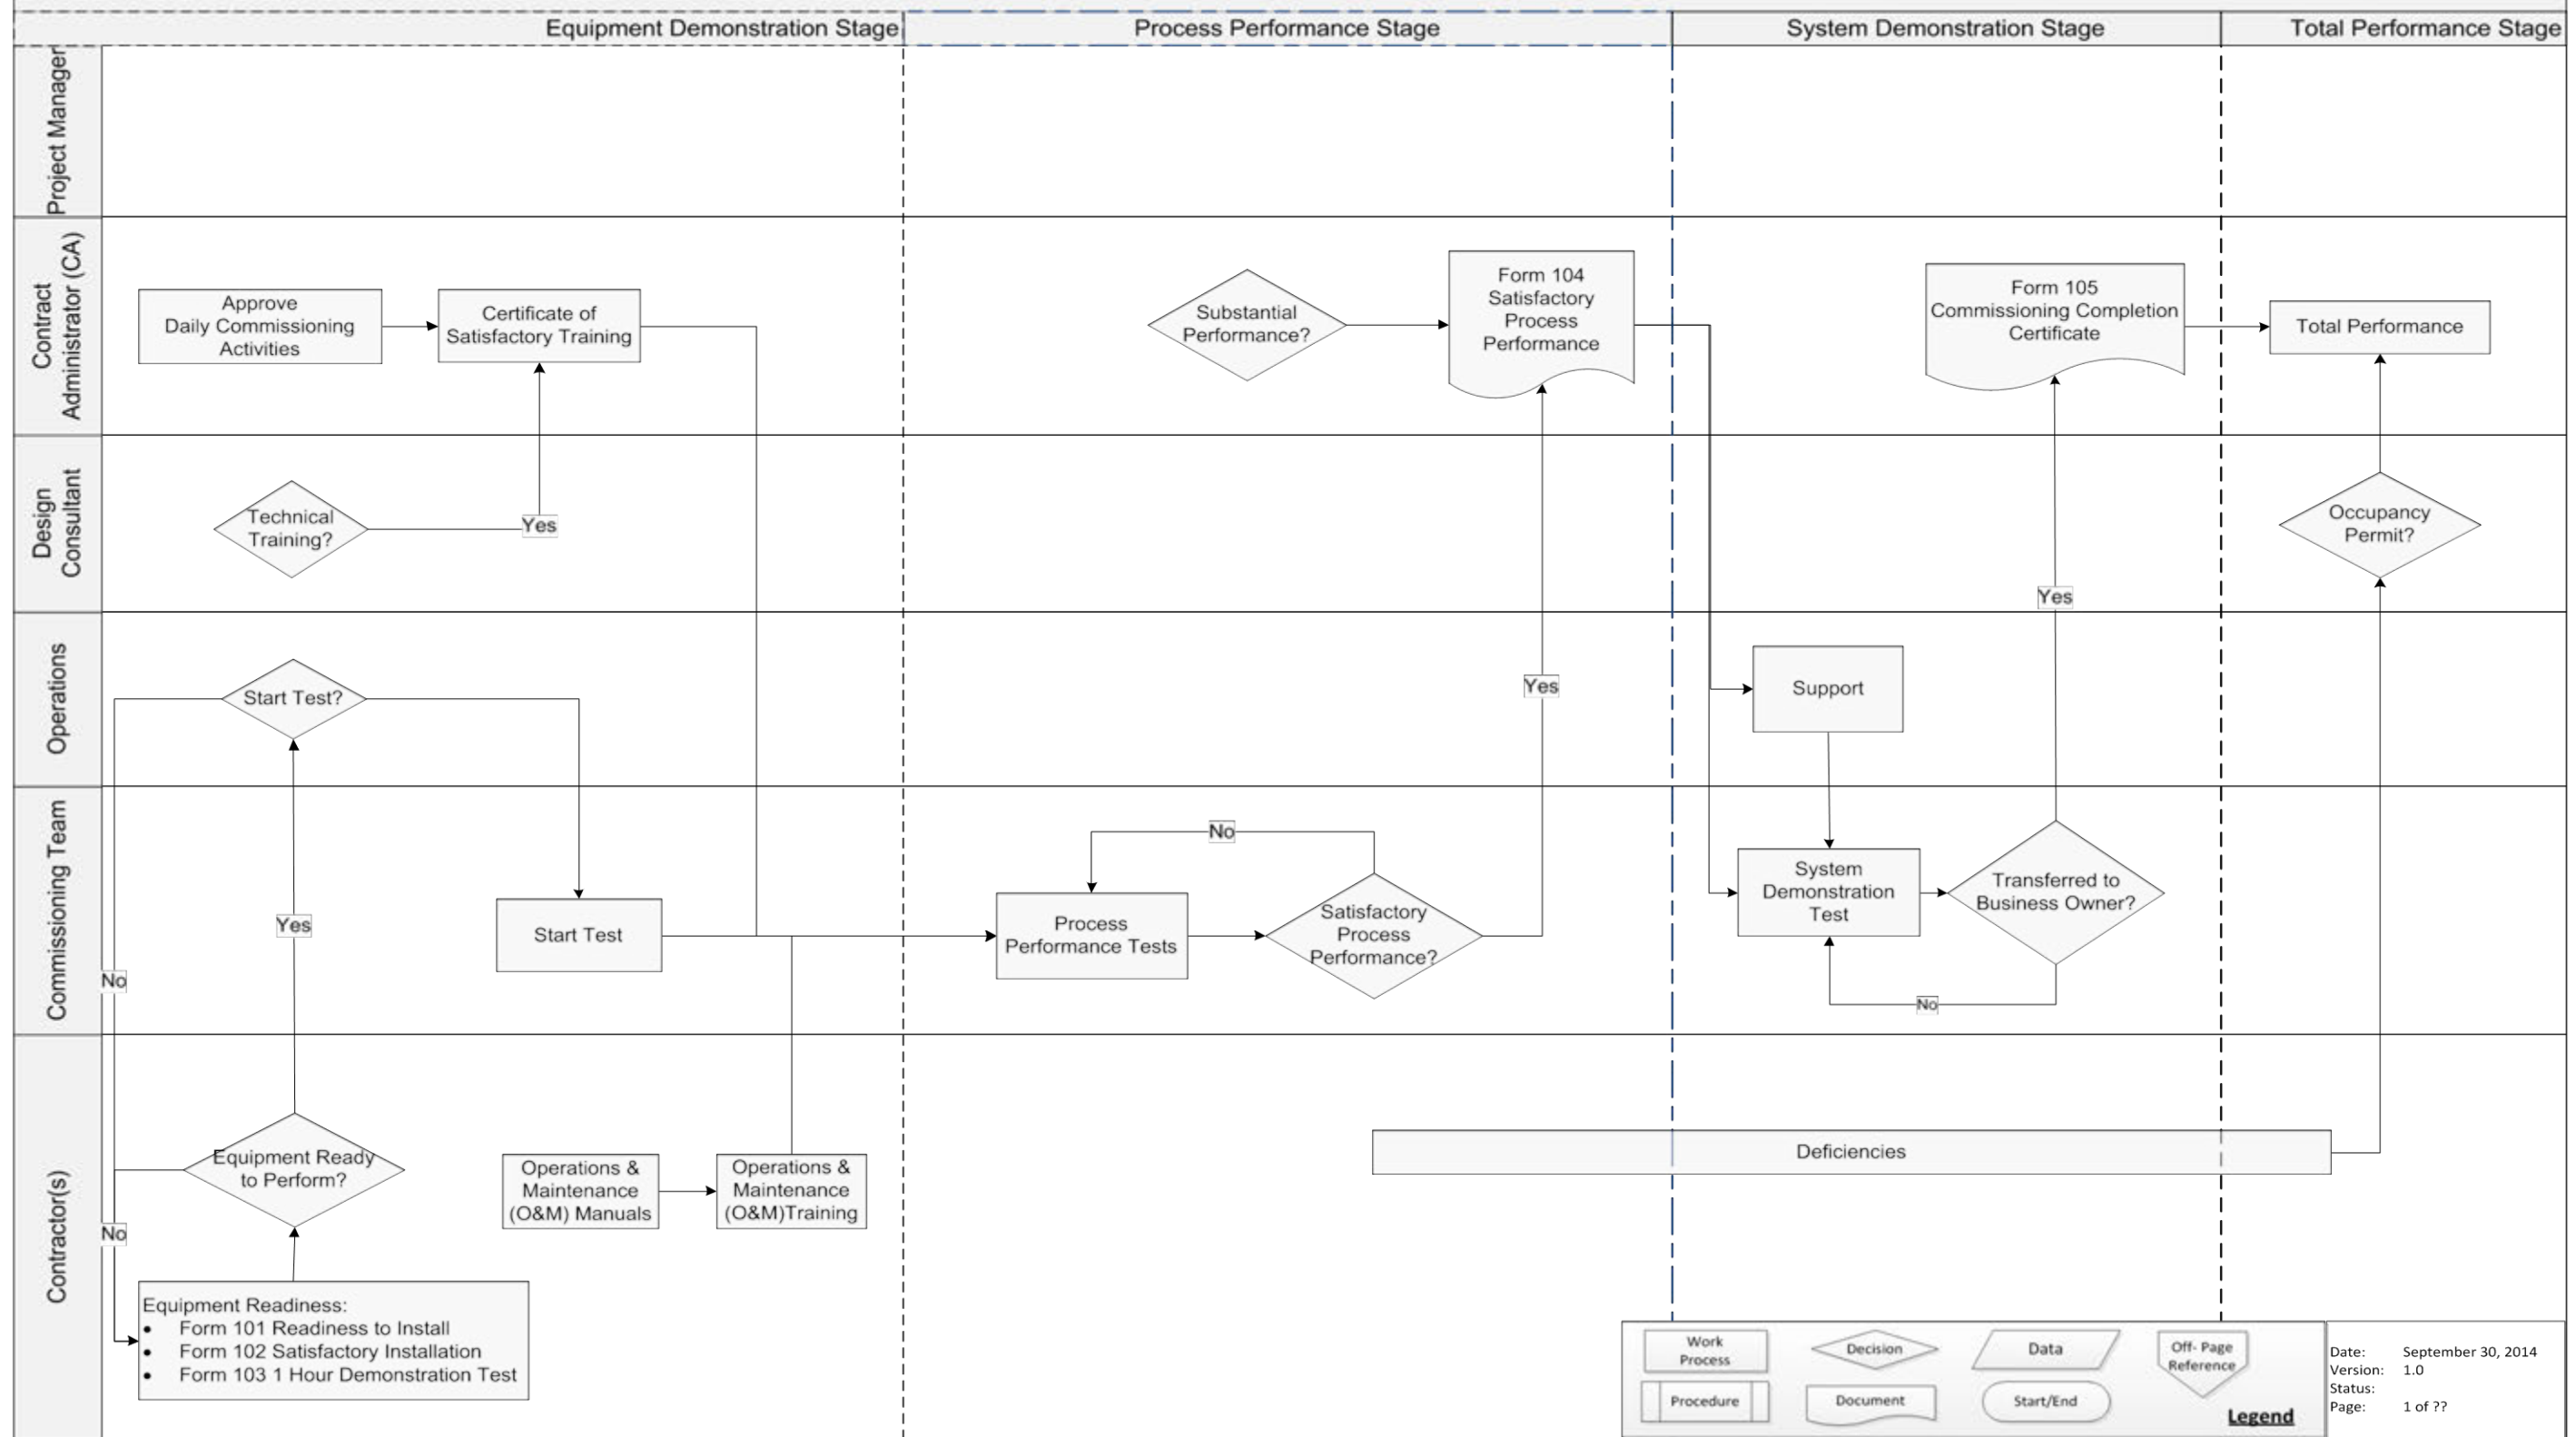 Equipment Demonstration Stage
Process Performance Stage
System Demonstration Stage
Total Performance Stage
Project Manager
Contract
Administrator (CA)
Approve
Daily Commissioning
Activities
Certificate of
Satisfactory Training
Substantial
Performance?
Form 104
Satisfactory
Process
Performance
Form 105
Commissioning Completion
Certificate
Total Performance
Design
Consultant
Technical
Training?
Yes
Occupancy
Permit?
Yes
Operations
Start Test?
Yes
Support
Commissioning Team
Yes
No
Start Test
No
Process
Performance Tests
Satisfactory
Process
Performance?
System
Demonstration
Test
Transferred to
Business Owner?
No
Contractor(s)
Equipment Ready
to Perform?
No
Operations &
Maintenance
(O&M) Manuals
Operations &
Maintenance
(O&M)Training
Deficiencies
Equipment Readiness:
• Form 101 Readiness to Install
• Form 102 Satisfactory Installation
• Form 103 1 Hour Demonstration Test
Work
Process
Decision
Data
Off- Page
Reference
Procedure
Document
Start/End
Legend
Date: September 30, 2014
Version: 1.0
Status:
Page: 1 of ??